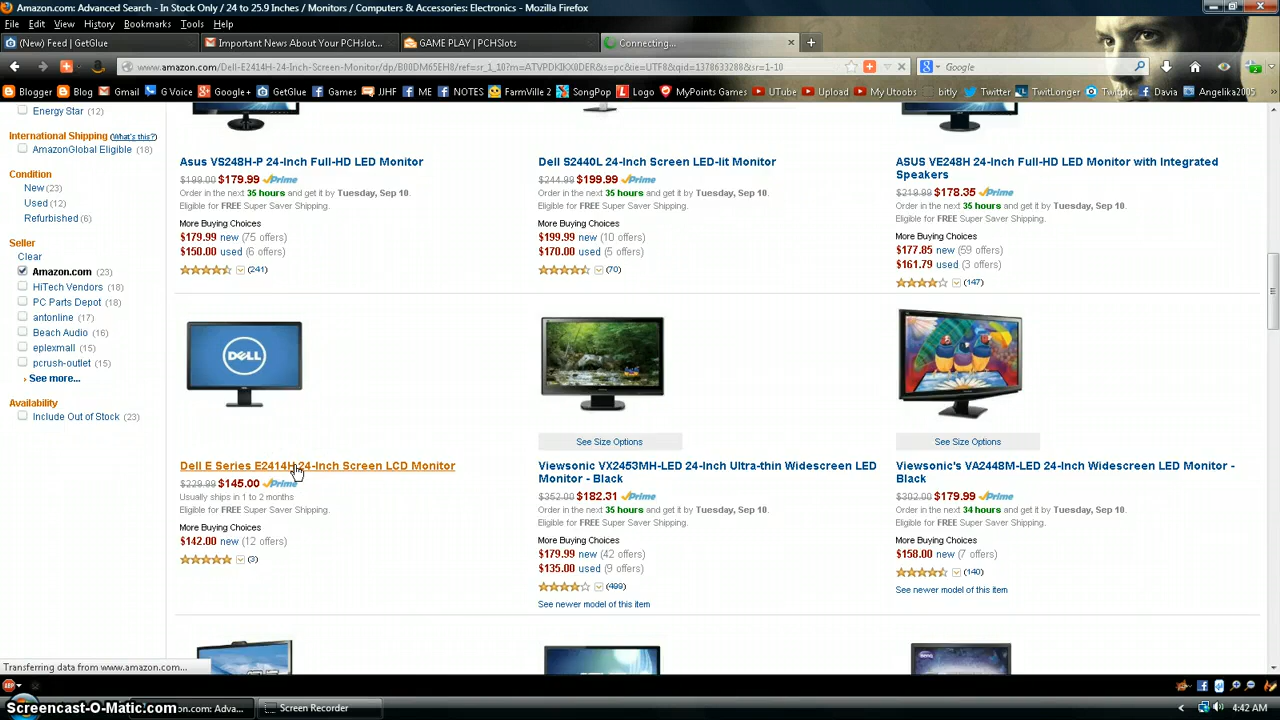 Amazon.com: Advanced Search - In Stock Only / 24 to 25.9 Inches / Monitors / Computers & Accessories: Electronics - Mozilla Firefox
File Edit View History Bookmarks Tools Help
(New) Feed | GetGlue
Important News About Your PCHslot...
GAME PLAY | PCHSlots
Connecting...
www.amazon.com/Dell-E2414H-24-Inch-Screen-Monitor/dp/B00DM65EH8/ref=sr_1_10?m=ATVPDKIKX0DER&s=pc&ie=UTF8&qid=1378633288&sr=1-10
Google
Blogger Blog Gmail G Voice Google+ GetGlue Games JJHF ME NOTES FarmVille 2 SongPop Logo MyPoints Games UTube Upload My Utoobs bitly Twitter TwitLonger Twitpic Davia Angelika2005
Energy Star (12)
International Shipping (What's this?)
AmazonGlobal Eligible (18)
Condition
New (23)
Used (12)
Refurbished (6)
Seller
Clear
Amazon.com (23)
HiTech Vendors (18)
PC Parts Depot (18)
antonline (17)
Beach Audio (16)
eplexmall (15)
pcrush-outlet (15)
See more...
Availability
Include Out of Stock (23)
Asus VS248H-P 24-Inch Full-HD LED Monitor
$199.00 $179.99 Prime
Order in the next 35 hours and get it by Tuesday, Sep 10.
Eligible for FREE Super Saver Shipping.
More Buying Choices
$179.99 new (75 offers)
$150.00 used (6 offers)
(241)
Dell S2440L 24-Inch Screen LED-lit Monitor
$244.99 $199.99 Prime
Order in the next 35 hours and get it by Tuesday, Sep 10.
Eligible for FREE Super Saver Shipping.
More Buying Choices
$199.99 new (10 offers)
$170.00 used (5 offers)
(70)
ASUS VE248H 24-Inch Full-HD LED Monitor with Integrated
Speakers
$219.99 $178.35 Prime
Order in the next 35 hours and get it by Tuesday, Sep 10.
Eligible for FREE Super Saver Shipping.
More Buying Choices
$177.85 new (59 offers)
$161.79 used (3 offers)
(147)
DELL
Dell E Series E2414H 24-Inch Screen LCD Monitor
$229.99 $145.00 Prime
Usually ships in 1 to 2 months
Eligible for FREE Super Saver Shipping.
More Buying Choices
$142.00 new (12 offers)
(3)
See Size Options
Viewsonic VX2453MH-LED 24-Inch Ultra-thin Widescreen LED
Monitor - Black
$352.00 $182.31 Prime
Order in the next 35 hours and get it by Tuesday, Sep 10.
Eligible for FREE Super Saver Shipping.
More Buying Choices
$179.99 new (42 offers)
$135.00 used (9 offers)
(499)
See newer model of this item
See Size Options
Viewsonic's VA2448M-LED 24-Inch Widescreen LED Monitor -
Black
$302.00 $179.99 Prime
Order in the next 34 hours and get it by Tuesday, Sep 10.
Eligible for FREE Super Saver Shipping.
More Buying Choices
$158.00 new (7 offers)
(140)
See newer model of this item
Transferring data from www.amazon.com...
ABP
Screencast-O-Matic.com
zon.com: Adva...
Screen Recorder
4:42 AM